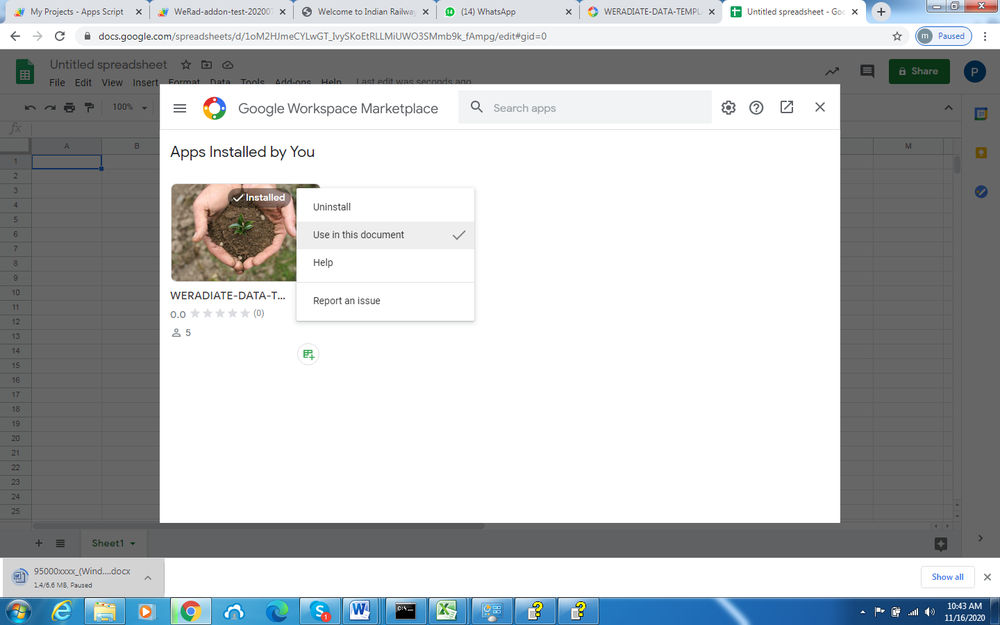 My Projects - Apps Script
WeRad-addon-test-202007
Welcome to Indian Railway
(14) WhatsApp
WERADIATE-DATA-TEMPL
Untitled spreadsheet - Goo
docs.google.com/spreadsheets/d/1oM2HJmeCYLwGT_IvySKoEtRLLMiUWO3SMmb9k_fAmpg/edit#gid=0
m Paused
Untitled spreadsheet
File Edit View Insert Format Data Tools Add-ons Help Last edit was seconds ago
Share
P
100%
fx
Google Workspace Marketplace
Search apps
31
A B M
1
2
3
4
5
6
7
8
9
10
11
12
13
14
15
16
17
18
19
20
21
22
23
24
25
Apps Installed by You
Installed
Uninstall
Use in this document
Help
Report an issue
WERADIATE-DATA-T...
0.0 (0)
5
Sheet1
95000xxxx_(Wind....docx
1.4/6.6 MB, Paused
Show all
10:43 AM
11/16/2020